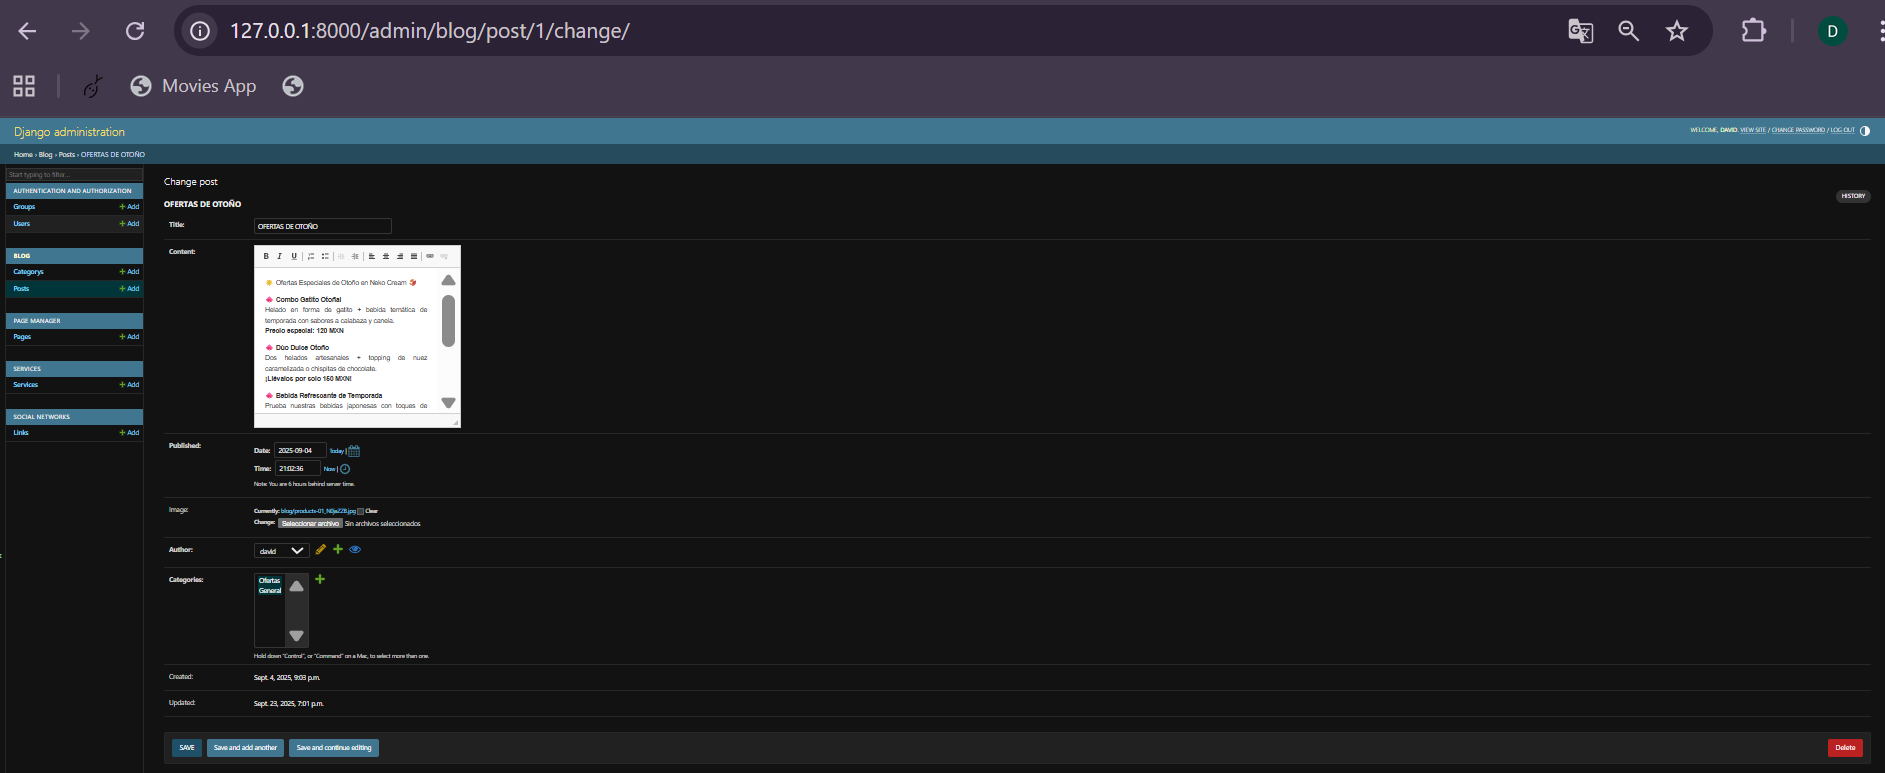 127.0.0.1:8000/admin/blog/post/1/change/
D
Movies App
Django administration
WELCOME, DAVID. VIEW SITE / CHANGE PASSWORD / LOG OUT
Home › Blog › Posts › OFERTAS DE OTOÑO
Start typing to filter...
AUTHENTICATION AND AUTHORIZATION
Groups + Add
Users + Add
BLOG
Categorys + Add
Posts + Add
PAGE MANAGER
Pages + Add
SERVICES
Services + Add
SOCIAL NETWORKS
Links + Add
Change post
HISTORY
OFERTAS DE OTOÑO
Title: OFERTAS DE OTOÑO
Content:
B I U
Ofertas Especiales de Otoño en Neko Cream
Combo Gatito Otoñal
Helado en forma de gatito + bebida temática de
temporada con sabores a calabaza y canela.
Precio especial: 120 MXN
Dúo Dulce Otoño
Dos helados artesanales + topping de nuez
caramelizada o chispitas de chocolate.
¡Llévalos por solo 150 MXN!
Bebida Refrescante de Temporada
Prueba nuestras bebidas japonesas con toques de
Published:
Date: 2025-09-04 Today |
Time: 21:02:36 Now |
Note: You are 6 hours behind server time.
Image:
Currently: Clear
Change: Seleccionar archivo Sin archivos seleccionados
Author: david
Categories:
Ofertas
General
Hold down "Control", or "Command" on a Mac, to select more than one.
Created: Sept. 4, 2025, 9:03 p.m.
Updated: Sept. 23, 2025, 7:01 p.m.
SAVE Save and add another Save and continue editing Delete